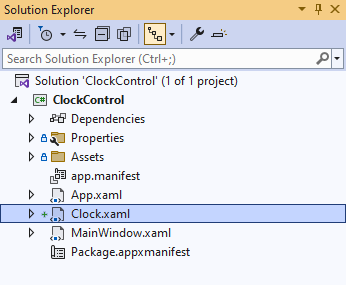 Solution Explorer
Search Solution Explorer (Ctrl+;)
Solution 'ClockControl' (1 of 1 project)
C# ClockControl
Dependencies
Properties
Assets
app.manifest
App.xaml
Clock.xaml
MainWindow.xaml
Package.appxmanifest